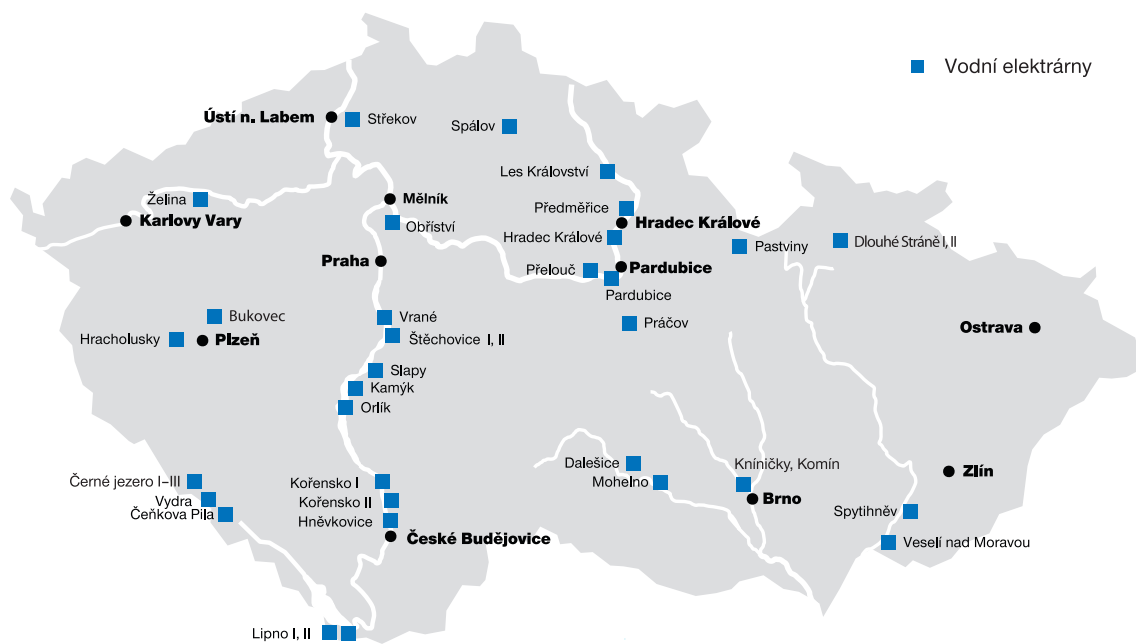 Vodní elektrárny
Ústí n. Labem
Střekov
Spálov
Les Království
Želina
Mělník
Předměřice
Karlovy Vary
Obříství
Hradec Králové
Hradec Králové
Pastviny
Dlouhé Stráně I, II
Praha
Přelouč
Pardubice
Pardubice
Bukovec
Vrané
Práčov
Ostrava
Hracholusky
Plzeň
Štěchovice I, II
Slapy
Kamýk
Orlík
Dalešice
Kníničky, Komín
Zlín
Černé jezero I–III
Kořensko I
Mohelno
Vydra
Kořensko II
Brno
Čeňkova Pila
Hněvkovice
Spytihněv
České Budějovice
Veselí nad Moravou
Lipno I, II